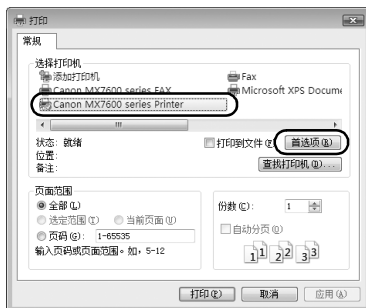 打印
常规
选择打印机
添加打印机
Canon MX7600 series FAX
Canon MX7600 series Printer
Fax
Microsoft XPS Docume
状态: 就绪
位置:
备注:
打印到文件(F)
首选项(R)
查找打印机(D)...
页面范围
全部(L)
选定范围(T) 当前页面(U)
页码(G): 1-65535
输入页码或页面范围。如, 5-12
份数(C): 1
自动分页(O)
11 22 33
打印(P) 取消 应用(A)